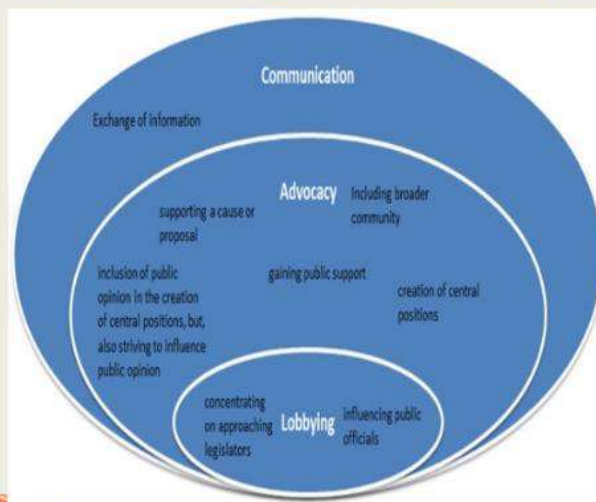 Communication
Exchange of information
Advocacy
Including broader
community
supporting a cause or
proposal
inclusion of public
opinion in the creation
of central positions, but,
also striving to influence
public opinion
gaining public support
creation of central
positions
concentrating
on approaching
legislators
Lobbying
influencing public
officials